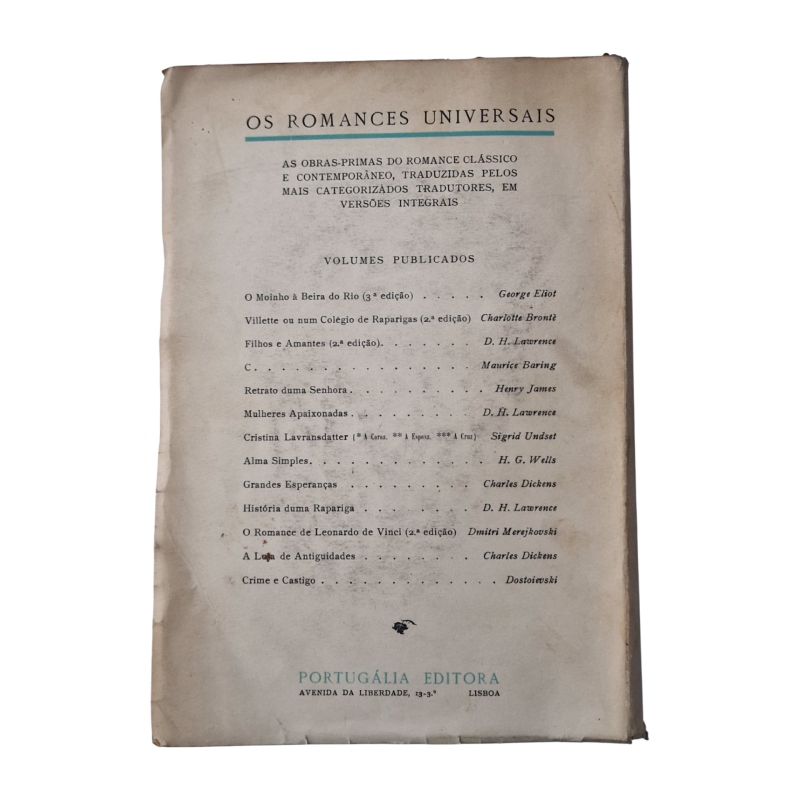 OS ROMANCES UNIVERSAIS
AS OBRAS-PRIMAS DO ROMANCE CLÁSSICO
E CONTEMPORÂNEO, TRADUZIDAS PELOS
MAIS CATEGORIZADOS TRADUTORES, EM
VERSÕES INTEGRAIS
VOLUMES PUBLICADOS
O Moinho à Beira do Rio (3ª edição) . . . . . George Eliot
Villette ou num Colégio de Raparigas (2.ª edição) Charlotte Brontë
Filhos e Amantes (2.ª edição). . . . . . . D. H. Lawrence
C. . . . . . . . . . . . . . . Maurice Baring
Retrato duma Senhora. . . . . . . . . . Henry James
Mulheres Apaixonadas . . . . . . . . . D. H. Lawrence
Cristina Lavransdatter (* A Coroa. ** A Esposa. *** A Cruz) Sigrid Undset
Alma Simples. . . . . . . . . . . . H. G. Wells
Grandes Esperanças . . . . . . . . . Charles Dickens
História duma Rapariga . . . . . . . . D. H. Lawrence
O Romance de Leonardo de Vinci (2.ª edição) Dmitri Merejkovski
A Loja de Antiguidades . . . . . . . . Charles Dickens
Crime e Castigo . . . . . . . . . . . . . Dostoievski
PORTUGÁLIA EDITORA
AVENIDA DA LIBERDADE, 13-3.º LISBOA